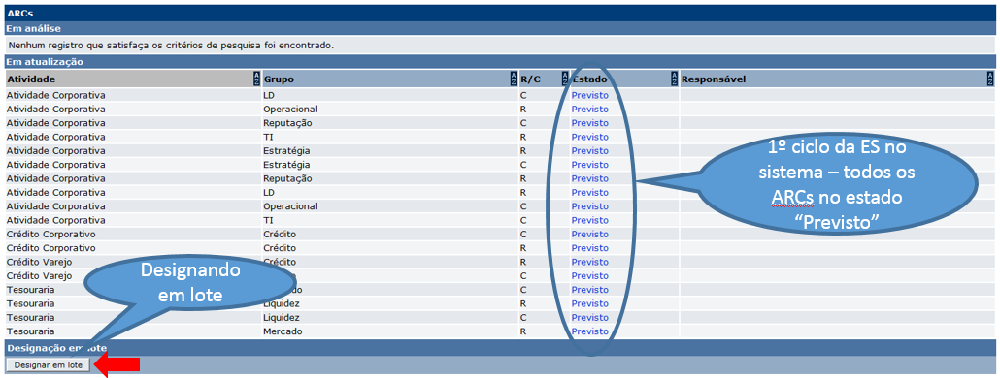 ARCs
Em análise
Nenhum registro que satisfaça os critérios de pesquisa foi encontrado.
Em atualização
Atividade Grupo R/C Estado Responsável
Atividade Corporativa LD C Previsto
Atividade Corporativa Operacional R Previsto
Atividade Corporativa Reputação C Previsto
Atividade Corporativa TI R Previsto
Atividade Corporativa Estratégia R Previsto
Atividade Corporativa Estratégia C Previsto
Atividade Corporativa Reputação R Previsto
Atividade Corporativa LD R Previsto
Atividade Corporativa Operacional C Previsto
Atividade Corporativa TI C Previsto
Crédito Corporativo Crédito C Previsto
Crédito Corporativo Crédito R Previsto
Crédito Varejo Crédito R Previsto
Crédito Varejo C Previsto
Tesouraria C Previsto
Tesouraria Liquidez R Previsto
Tesouraria Liquidez C Previsto
Tesouraria Mercado R Previsto
Designação em lote
Designar em lote
1º ciclo da ES no
sistema – todos os
ARCs no estado
“Previsto”
Designando
em lote